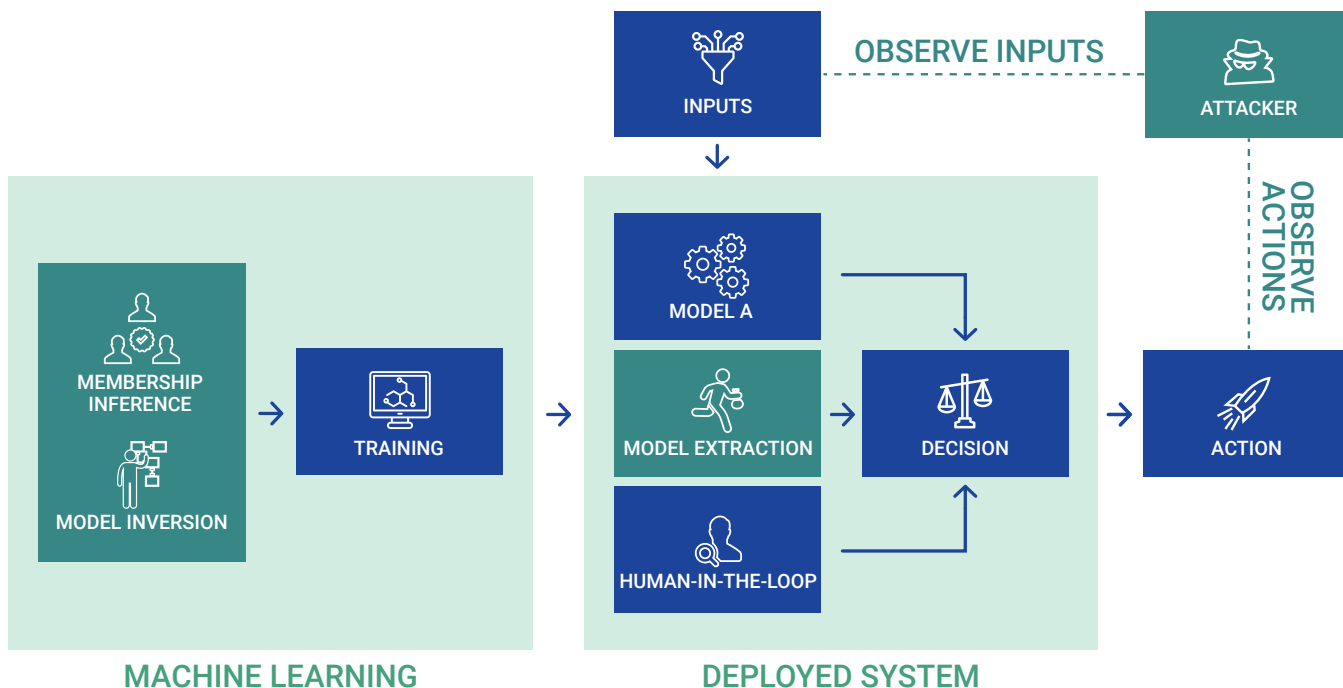 INPUTS
OBSERVE INPUTS
ATTACKER
OBSERVE
ACTIONS
MEMBERSHIP
INFERENCE
MODEL INVERSION
TRAINING
MODEL A
MODEL EXTRACTION
HUMAN-IN-THE-LOOP
DECISION
ACTION
MACHINE LEARNING
DEPLOYED SYSTEM